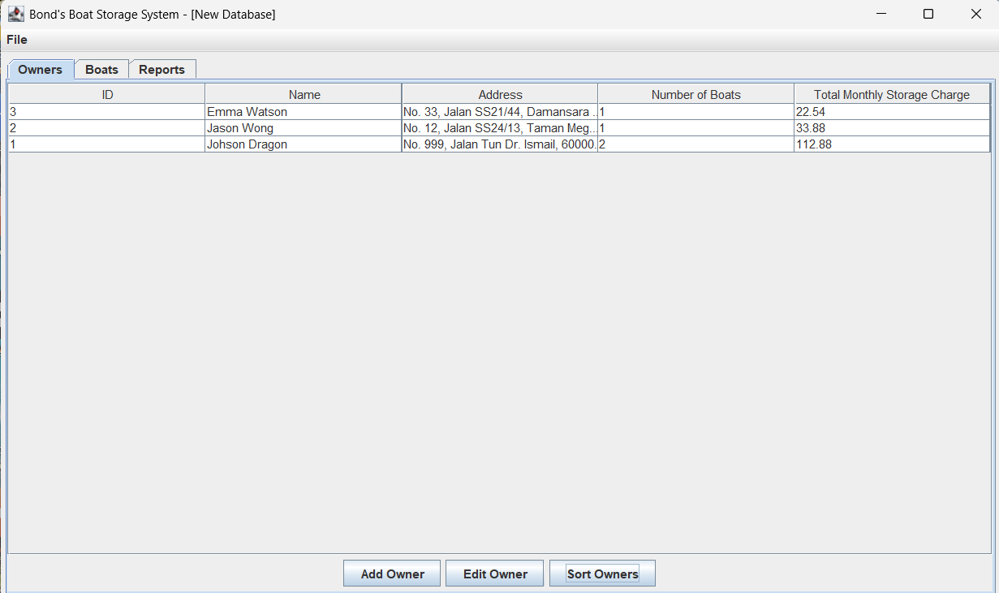 Bond's Boat Storage System - [New Database]
File
Owners Boats Reports
ID Name Address Number of Boats Total Monthly Storage Charge
3 Emma Watson No. 33, Jalan SS21/44, Damansara .. 1 22.54
2 Jason Wong No. 12, Jalan SS24/13, Taman Meg... 1 33.88
1 Johson Dragon No. 999, Jalan Tun Dr. Ismail, 60000. 2 112.88
Add Owner Edit Owner Sort Owners